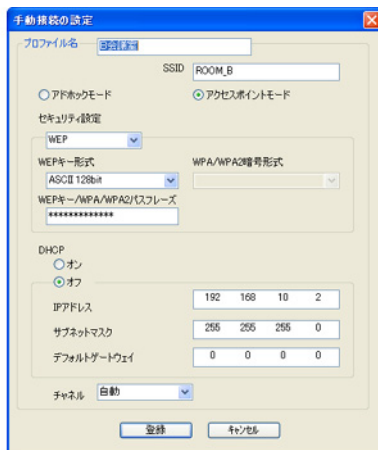 手動接続の設定
プロファイル名 B会議室
SSID ROOM_B
アドホックモード アクセスポイントモード
セキュリティ設定
WEP
WEPキー形式 WPA/WPA2暗号形式
ASCII 128bit
WEPキー/WPA/WPA2パスフレーズ
*************
DHCP
オン
オフ
IPアドレス 192 168 10 2
サブネットマスク 255 255 255 0
デフォルトゲートウェイ 0 0 0 0
チャネル 自動
登録 キャンセル